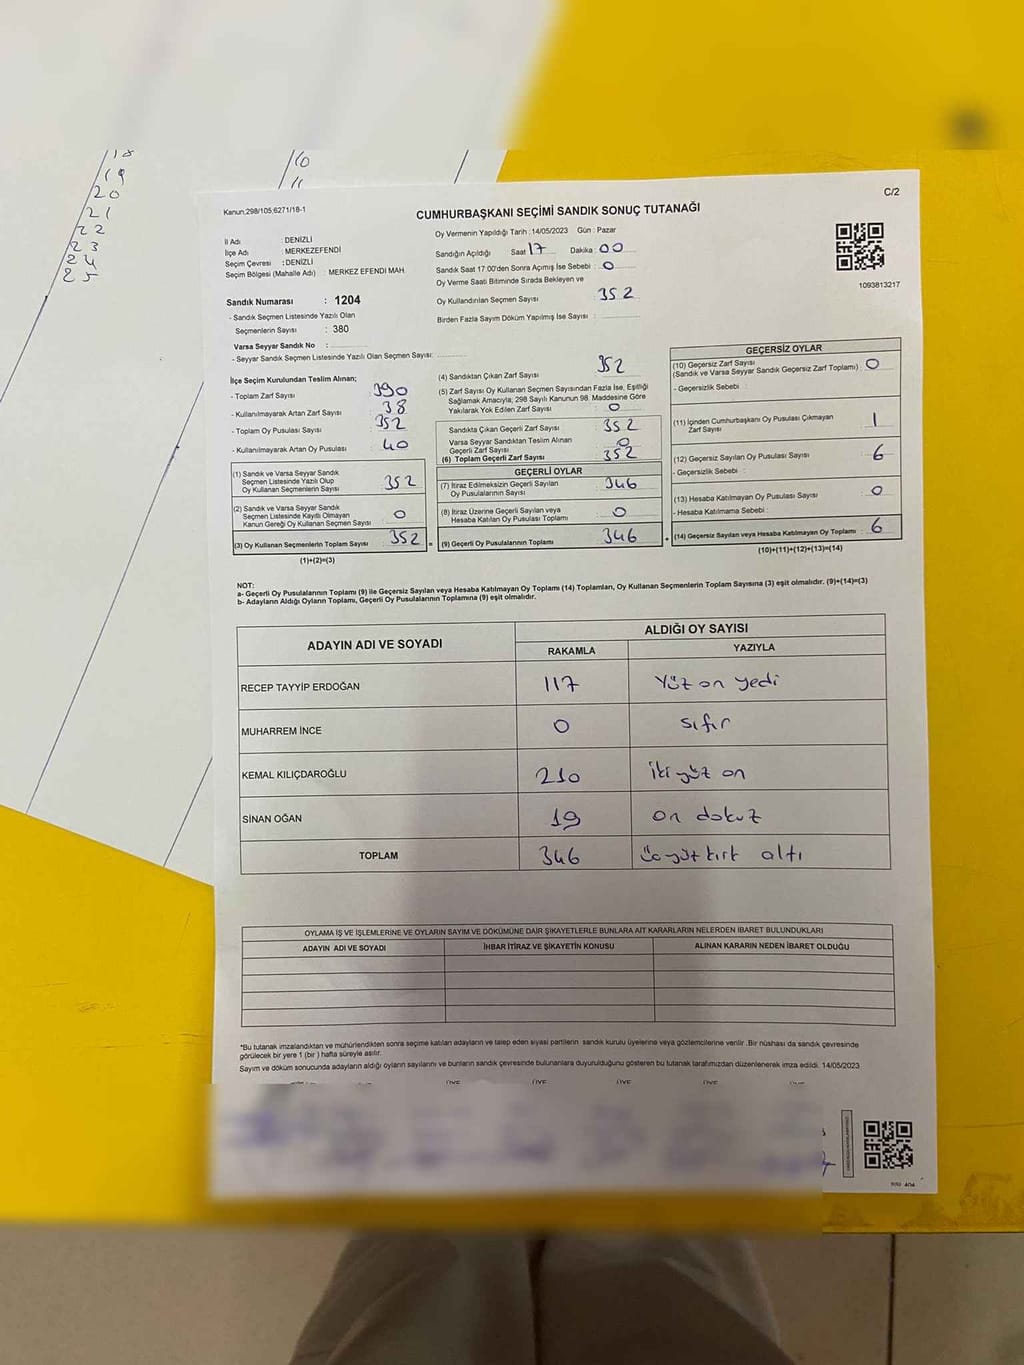 18
19
20
21
22
23
24
25
10
11
C/2
Kanun;298/105,6271/18-1
CUMHURBAŞKANI SEÇİMİ SANDIK SONUÇ TUTANAĞI
İl Adı : DENİZLİ
İlçe Adı : MERKEZEFENDİ
Seçim Çevresi : DENİZLİ
Seçim Bölgesi (Mahalle Adı) : MERKEZ EFENDİ MAH.
Oy Vermenin Yapıldığı Tarih : 14/05/2023 Gün : Pazar
Sandığın Açıldığı Saat 17 Dakika 00
Sandık Saat 17:00'den Sonra Açımış İse Sebebi : 0
Oy Verme Saati Bitiminde Sırada Bekleyen ve
Oy Kullandırılan Seçmen Sayısı : 352
Birden Fazla Sayım Döküm Yapılmış İse Sayısı :
1093813217
Sandık Numarası : 1204
- Sandık Seçmen Listesinde Yazılı Olan
Seçmenlerin Sayısı : 380
Varsa Seyyar Sandık No :
- Seyyar Sandık Seçmen Listesinde Yazılı Olan Seçmen Sayısı:
İlçe Seçim Kurulundan Teslim Alınan;
- Toplam Zarf Sayısı : 390
- Kullanılmayarak Artan Zarf Sayısı : 38
- Toplam Oy Pusulası Sayısı : 352
- Kullanılmayarak Artan Oy Pusulası : 40
(1) Sandık ve Varsa Seyyar Sandık
Seçmen Listesinde Yazılı Olup
Oy Kullanan Seçmenlerin Sayısı : 352
(2) Sandık ve Varsa Seyyar Sandık
Seçmen Listesinde Kayıtlı Olmayan
Kanun Gereği Oy Kullanan Seçmen Sayısı : 0
(3) Oy Kullanan Seçmenlerin Toplam Sayısı : 352 =
(1)+(2)=(3)
(4) Sandıktan Çıkan Zarf Sayısı : 352
(5) Zarf Sayısı Oy Kullanan Seçmen Sayısından Fazla İse, Eşitliği
Sağlamak Amacıyla; 298 Sayılı Kanunun 98. Maddesine Göre
Yakılarak Yok Edilen Zarf Sayısı : 0
Sandıkta Çıkan Geçerli Zarf Sayısı : 352
Varsa Seyyar Sandıktan Teslim Alınan
Geçerli Zarf Sayısı : 0
(6) Toplam Geçerli Zarf Sayısı : 352
GEÇERLİ OYLAR
(7) İtiraz Edilmeksizin Geçerli Sayılan
Oy Pusulalarının Sayısı : 346
(8) İtiraz Üzerine Geçerli Sayılan veya
Hesaba Katılan Oy Pusulası Toplamı : 0
(9) Geçerli Oy Pusulalarının Toplamı : 346 +
GEÇERSİZ OYLAR
(10) Geçersiz Zarf Sayısı
(Sandık ve Varsa Seyyar Sandık Geçersiz Zarf Toplamı) : 0
- Geçersizlik Sebebi :
(11) İçinden Cumhurbaşkanı Oy Pusulası Çıkmayan
Zarf Sayısı : 1
(12) Geçersiz Sayılan Oy Pusulası Sayısı : 6
- Geçersizlik Sebebi :
(13) Hesaba Katılmayan Oy Pusulası Sayısı : 0
- Hesaba Katılmama Sebebi :
(14) Geçersiz Sayılan veya Hesaba Katılmayan Oy Toplamı : 6
(10)+(11)+(12)+(13)=(14)
NOT:
a- Geçerli Oy Pusulalarının Toplamı (9) ile Geçersiz Sayılan veya Hesaba Katılmayan Oy Toplamı (14) Toplamları, Oy Kullanan Seçmenlerin Toplam Sayısına (3) eşit olmalıdır. (9)+(14)=(3)
b- Adayların Aldığı Oyların Toplamı, Geçerli Oy Pusulalarının Toplamına (9) eşit olmalıdır.
ADAYIN ADI VE SOYADI ALDIĞI OY SAYISI
RAKAMLA YAZIYLA
RECEP TAYYİP ERDOĞAN 117 Yüz on yedi
MUHARREM İNCE 0 sıfır
KEMAL KILIÇDAROĞLU 210 iki yüz on
SİNAN OĞAN 19 on dokuz
TOPLAM 346 üçyüz kırk altı
OYLAMA İŞ VE İŞLEMLERİNE VE OYLARIN SAYIM VE DÖKÜMÜNE DAİR ŞİKAYETLERLE BUNLARA AİT KARARLARIN NELERDEN İBARET BULUNDUKLARI
ADAYIN ADI VE SOYADI İHBAR İTİRAZ VE ŞİKAYETİN KONUSU ALINAN KARARIN NEDEN İBARET OLDUĞU
*Bu tutanak imzalandıktan ve mühürlendikten sonra seçime katılan adayların ve talep eden siyasi partilerin sandık kurulu üyelerine veya gözlemcilerine verilir .Bir nüshası da sandık çevresinde
görülecek bir yere 1 (bir ) hafta süreyle asılır.
Sayım ve döküm sonucunda adayların aldığı oyların sayılarını ve bunların sandık çevresinde bulunanlara duyurulduğunu gösteren bu tutanak tarafımızdan düzenlenerek imza edildi. 14/05/2023
ÜYE ÜYE ÜYE ÜYE